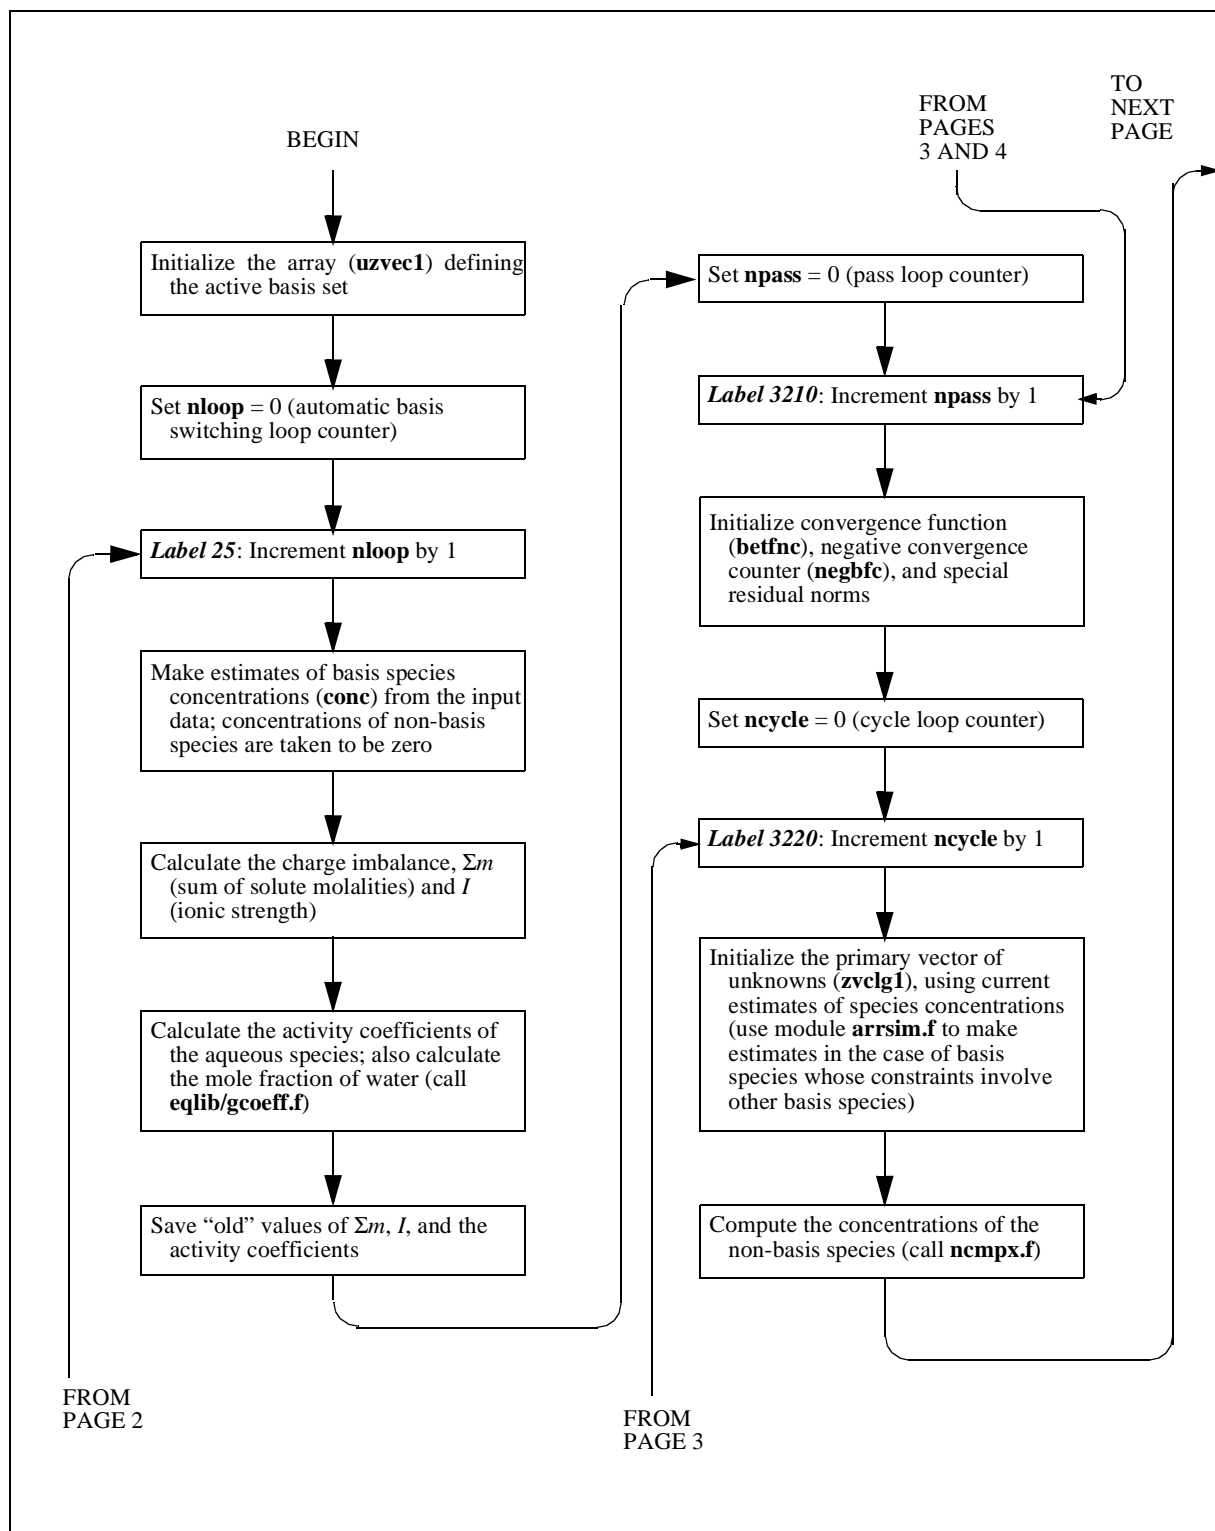 BEGIN
Initialize the array (uzvec1) defining
the active basis set
Set nloop = 0 (automatic basis
switching loop counter)
Label 25: Increment nloop by 1
Make estimates of basis species
concentrations (conc) from the input
data; concentrations of non-basis
species are taken to be zero
Calculate the charge imbalance, Σm
(sum of solute molalities) and I
(ionic strength)
Calculate the activity coefficients of
the aqueous species; also calculate
the mole fraction of water (call
eqlib/gcoeff.f)
Save “old” values of Σm, I, and the
activity coefficients
FROM
PAGE 2
FROM
PAGES
3 AND 4
TO
NEXT
PAGE
Set npass = 0 (pass loop counter)
Label 3210: Increment npass by 1
Initialize convergence function
(betfnc), negative convergence
counter (negbfc), and special
residual norms
Set ncycle = 0 (cycle loop counter)
Label 3220: Increment ncycle by 1
Initialize the primary vector of
unknowns (zvclg1), using current
estimates of species concentrations
(use module arrsim.f to make
estimates in the case of basis
species whose constraints involve
other basis species)
Compute the concentrations of the
non-basis species (call ncmpx.f)
FROM
PAGE 3